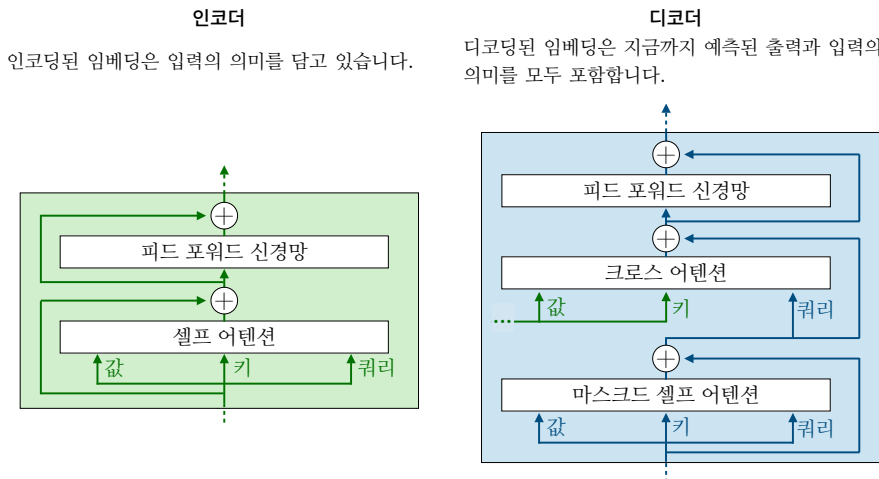 인코더
인코딩된 임베딩은 입력의 의미를 담고 있습니다.
피드 포워드 신경망
셀프 어텐션
값 키 쿼리
디코더
디코딩된 임베딩은 지금까지 예측된 출력과 입력의
의미를 모두 포함합니다.
피드 포워드 신경망
크로스 어텐션
... 값 키 쿼리
마스크드 셀프 어텐션
값 키 쿼리